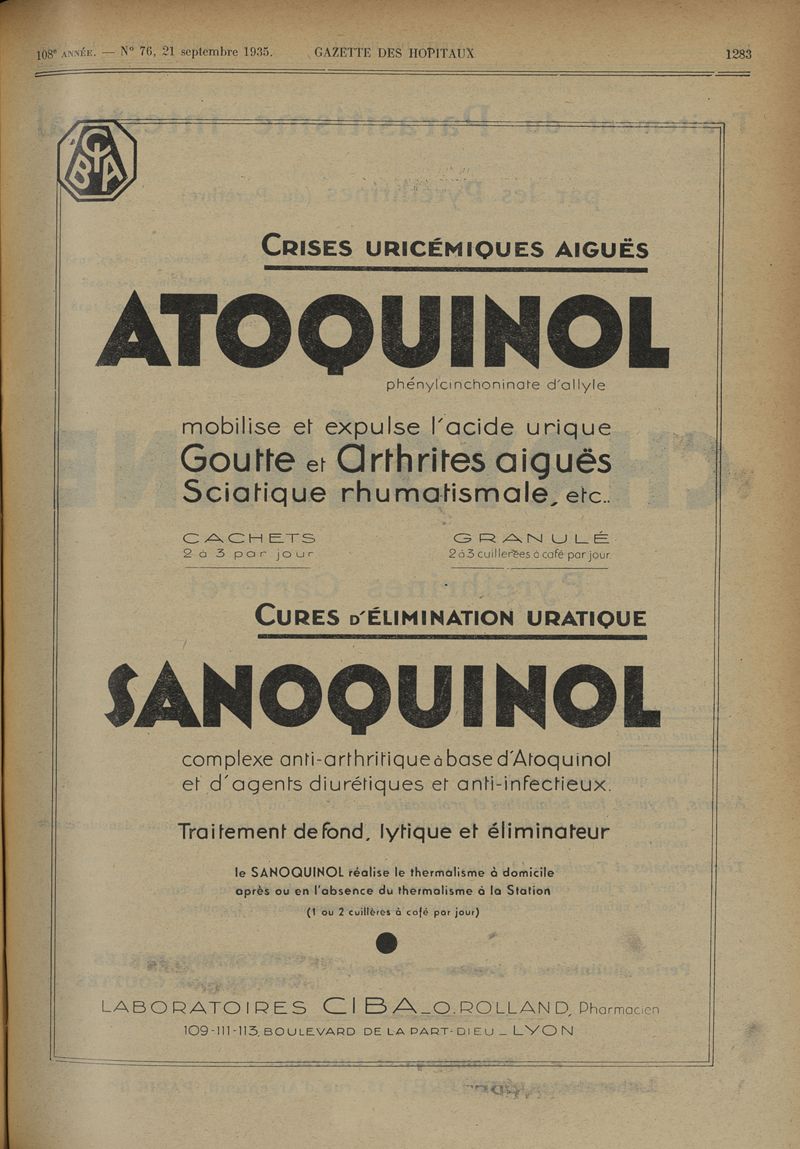 108e ANNÉE. — N° 76, 21 septembre 1935. GAZETTE DES HOPITAUX 1283
CIBA
CRISES URICÉMIQUES AIGUËS
ATOQUINOL
phénylcinchoninate d'allyle
mobilise et expulse l'acide urique
Goutte et Arthrites aiguës
Sciatique rhumatismale, etc..
CACHETS GRANULÉ
2 à 3 par jour 2 à 3 cuillerées à café par jour
CURES D'ÉLIMINATION URATIQUE
SANOQUINOL
complexe anti-arthritique à base d'Atoquinol
et d'agents diurétiques et anti-infectieux.
Traitement de fond, lytique et éliminateur
le SANOQUINOL réalise le thermalisme à domicile
après ou en l'absence du thermalisme à la Station
(1 ou 2 cuillères à café par jour)
LABORATOIRES CIBA_O.ROLLAND, Pharmacien
109-111-113, BOULEVARD DE LA PART-DIEU _ LYON